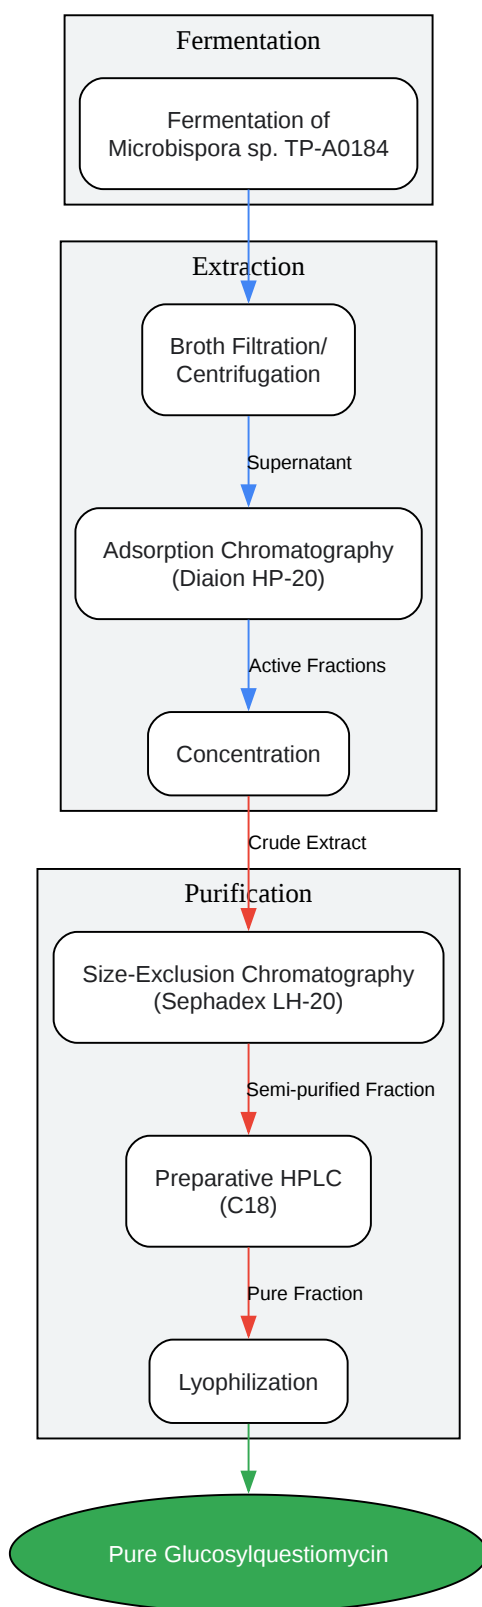 Fermentation
Fermentation of
Microbispora sp. TP-A0184
Extraction
Broth Filtration/
Centrifugation
Supernatant
Adsorption Chromatography
(Diaion HP-20)
Active Fractions
Concentration
Crude Extract
Purification
Size-Exclusion Chromatography
(Sephadex LH-20)
Semi-purified Fraction
Preparative HPLC
(C18)
Pure Fraction
Lyophilization
Pure Glucosylquestiomycin